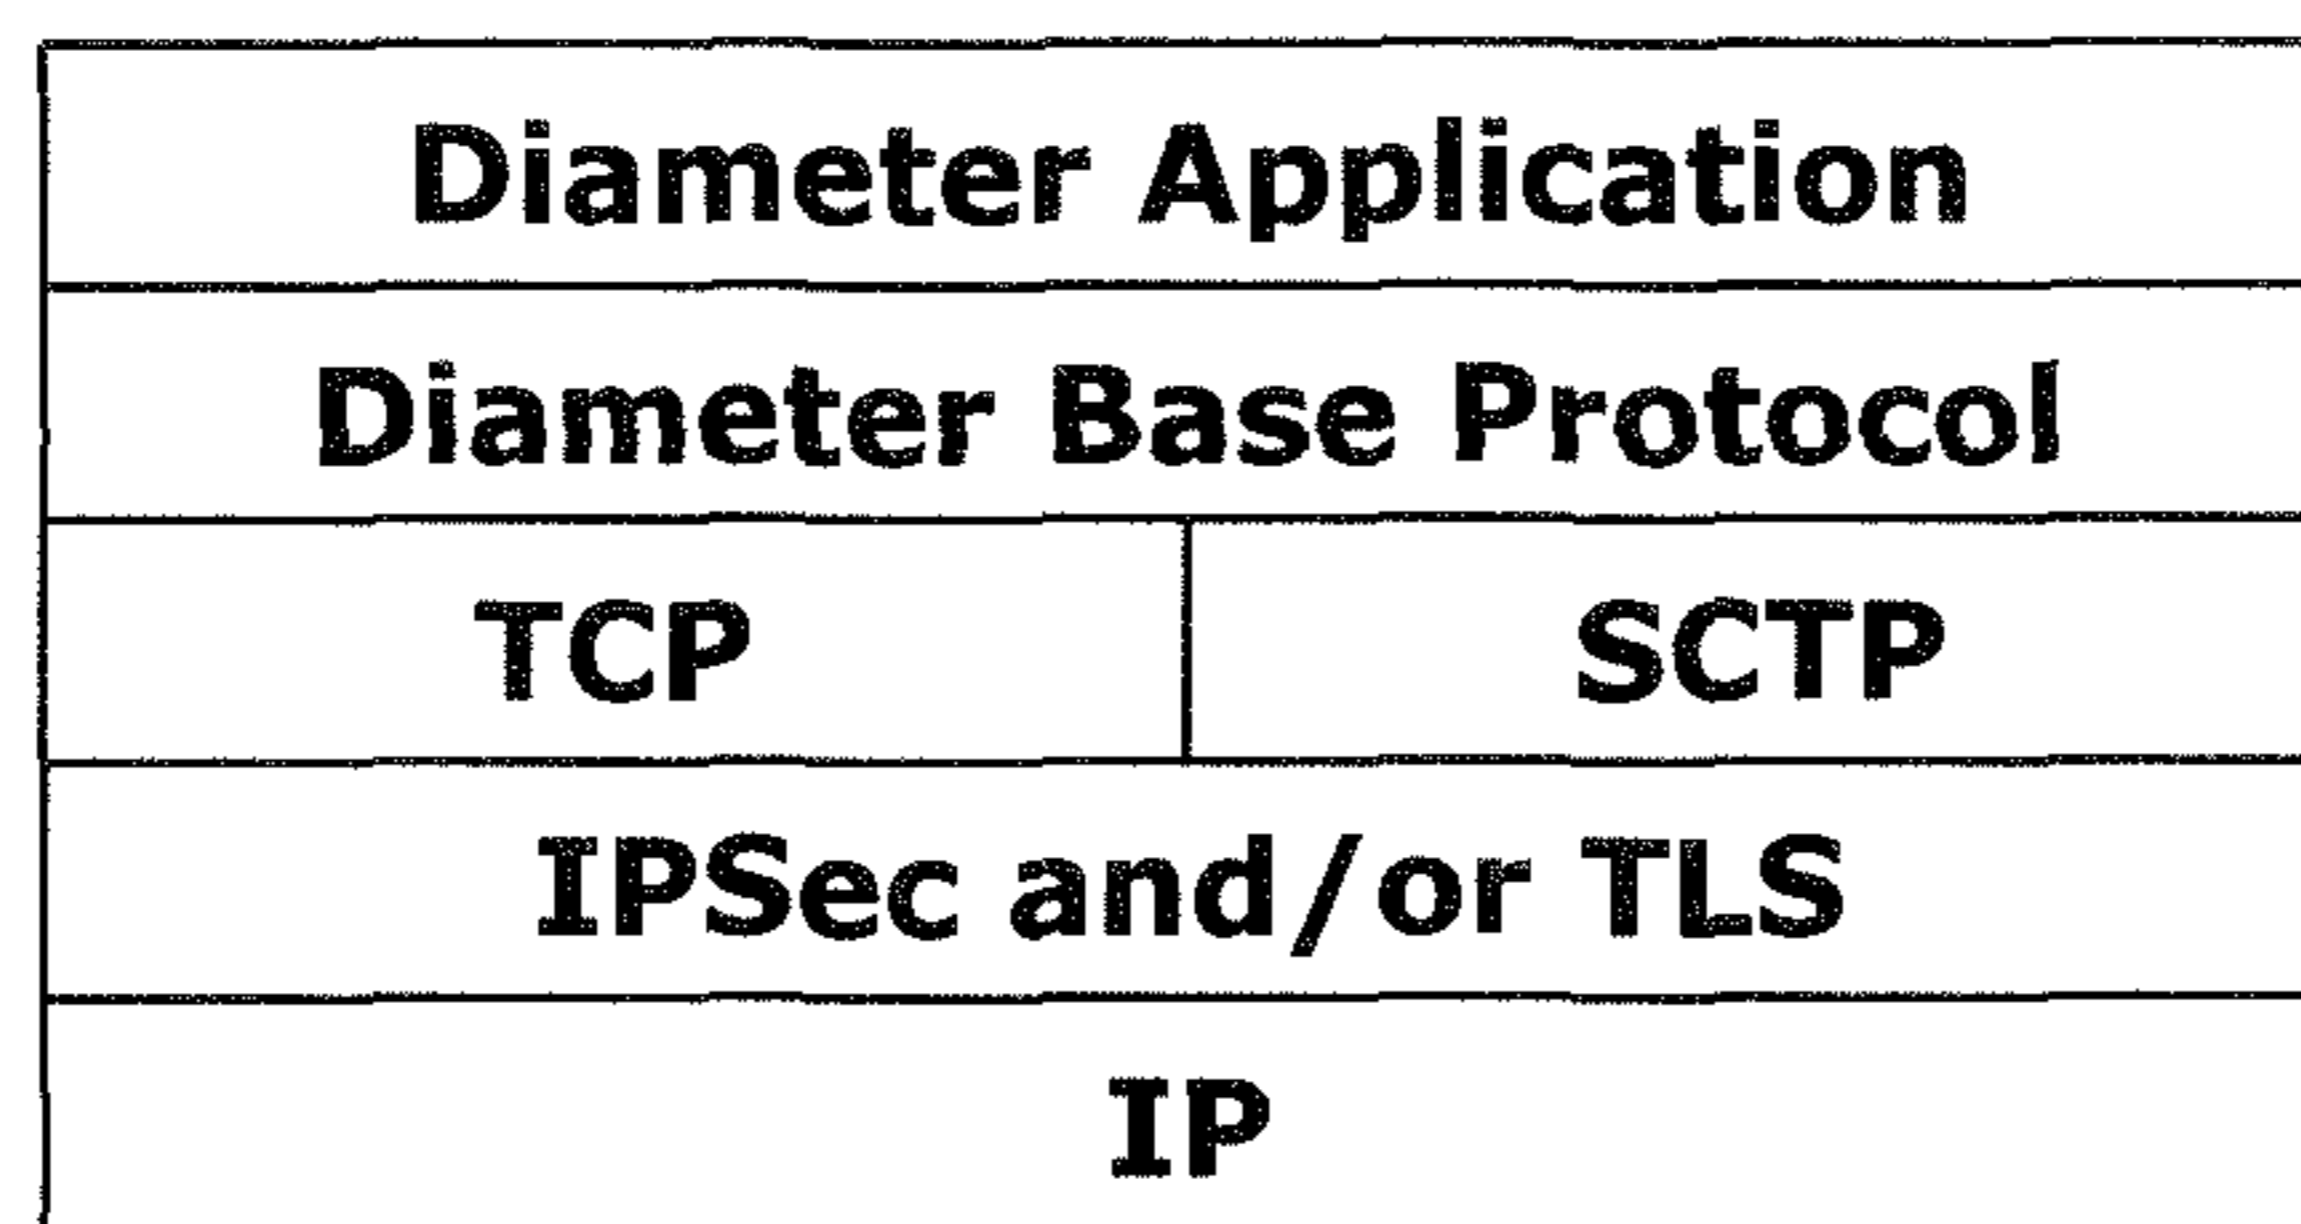 Diameter Application
Diameter Base Protocol
TCP SCTP
IPSec and/or TLS
IP